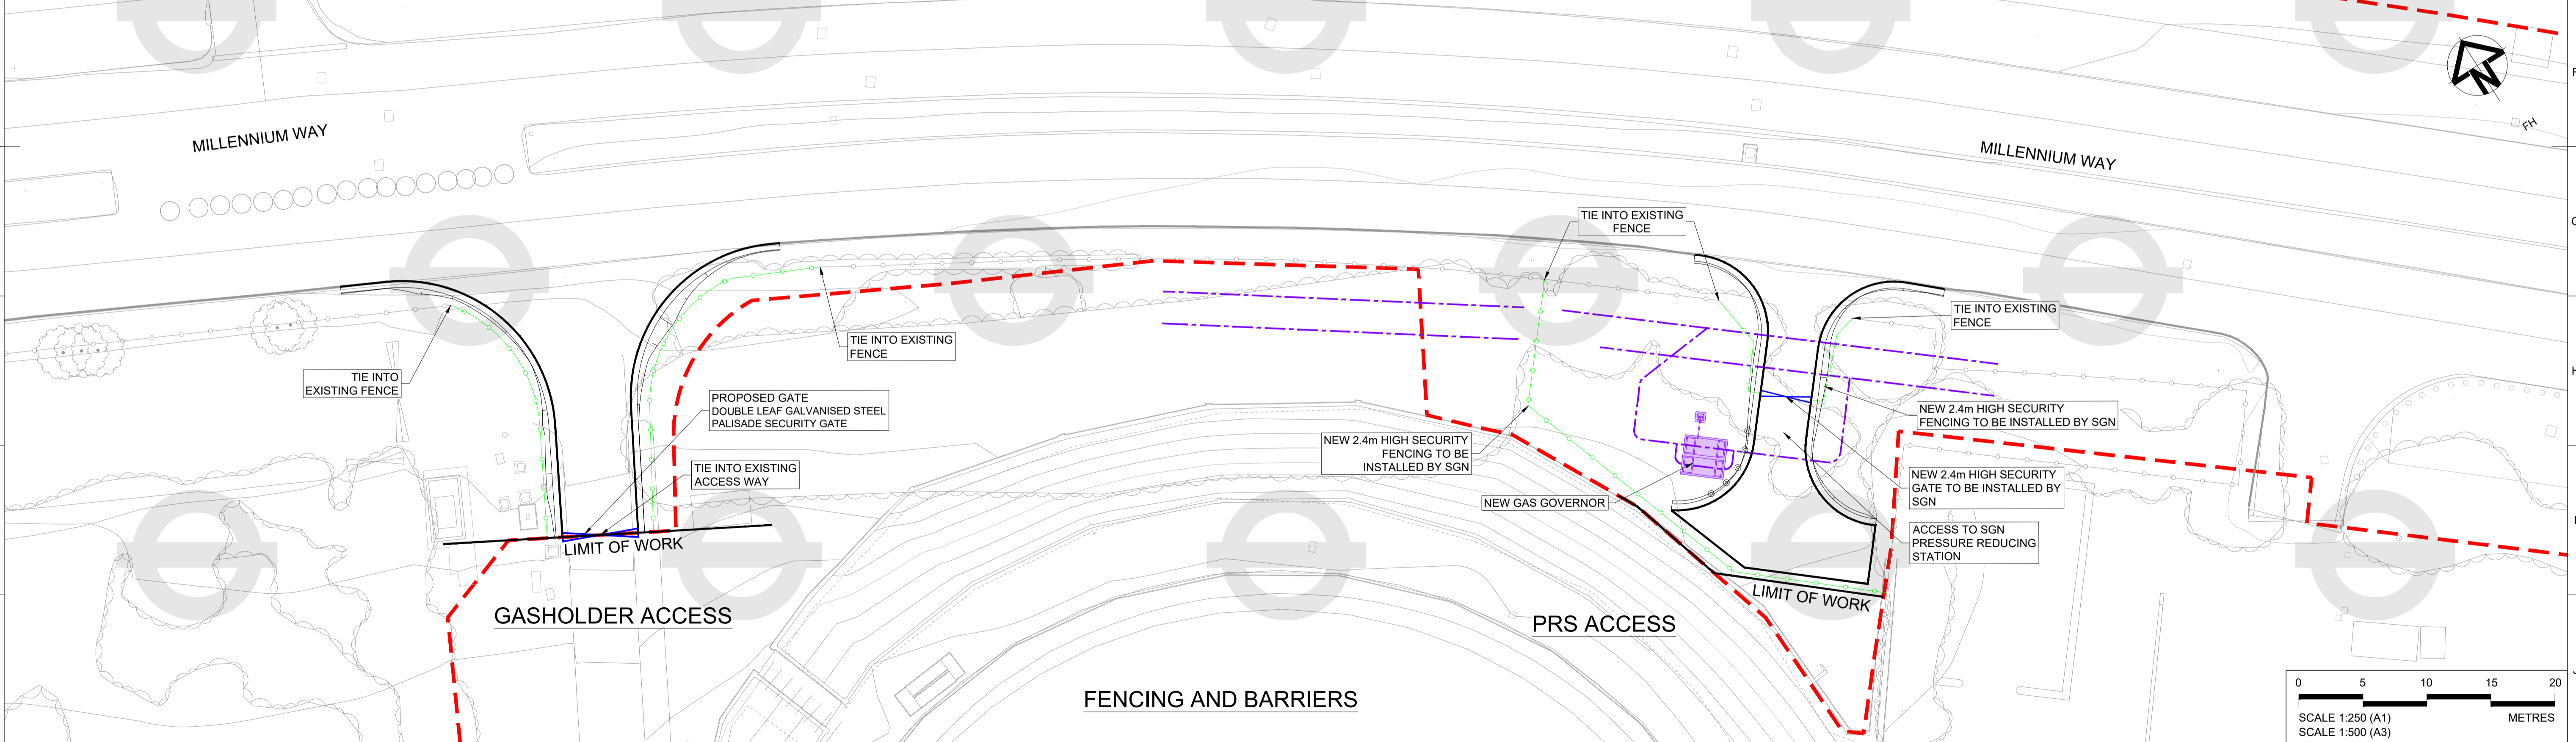 MILLENNIUM WAY
MILLENNIUM WAY
N
FH
TIE INTO EXISTING
FENCE
TIE INTO EXISTING
FENCE
TIE INTO EXISTING
FENCE
TIE INTO
EXISTING FENCE
PROPOSED GATE
DOUBLE LEAF GALVANISED STEEL
PALISADE SECURITY GATE
TIE INTO EXISTING
ACCESS WAY
NEW 2.4m HIGH SECURITY
FENCING TO BE
INSTALLED BY SGN
NEW GAS GOVERNOR
NEW 2.4m HIGH SECURITY
FENCING TO BE INSTALLED BY SGN
NEW 2.4m HIGH SECURITY
GATE TO BE INSTALLED BY
SGN
ACCESS TO SGN
PRESSURE REDUCING
STATION
LIMIT OF WORK
LIMIT OF WORK
GASHOLDER ACCESS
PRS ACCESS
FENCING AND BARRIERS
0 5 10 15 20
SCALE 1:250 (A1) METRES
SCALE 1:500 (A3)